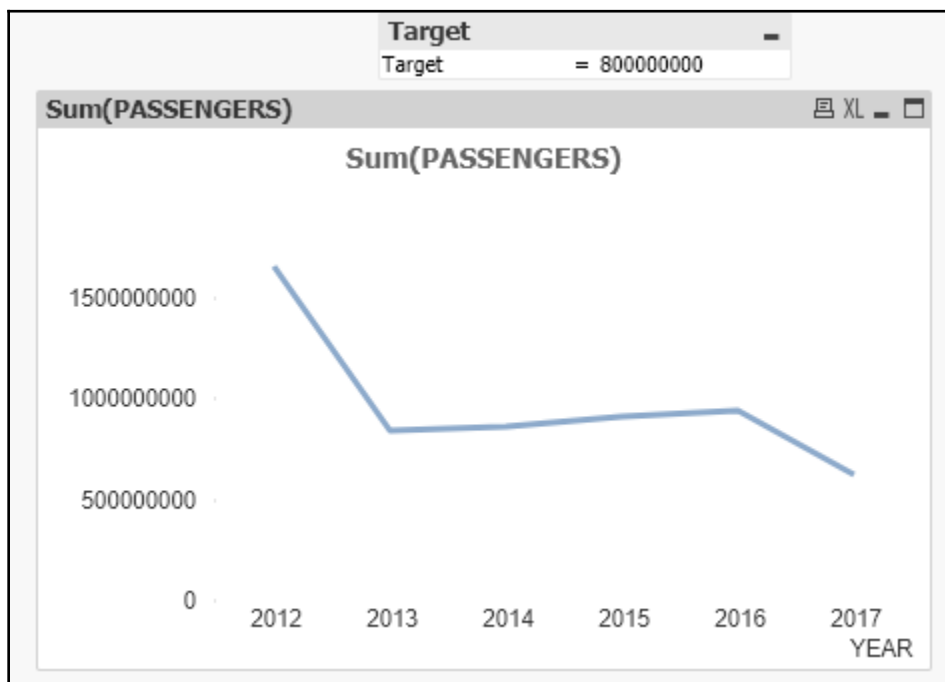 Target
Target = 800000000
Sum(PASSENGERS) XL
Sum(PASSENGERS)
1500000000
1000000000
500000000
0
2012 2013 2014 2015 2016 2017
YEAR